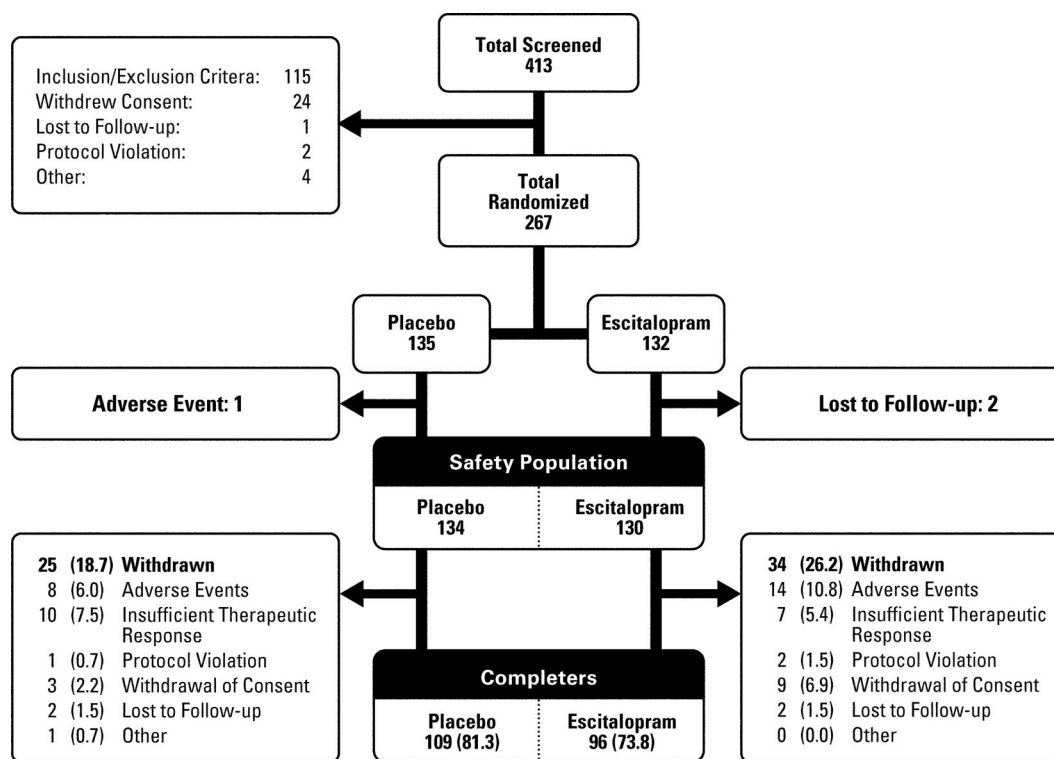 Total Screened
413
Inclusion/Exclusion Critera: 115
Withdrew Consent: 24
Lost to Follow-up: 1
Protocol Violation: 2
Other: 4
Total
Randomized
267
Placebo
135
Escitalopram
132
Adverse Event: 1
Lost to Follow-up: 2
Safety Population
Placebo
134
Escitalopram
130
25 (18.7) Withdrawn
8 (6.0) Adverse Events
10 (7.5) Insufficient Therapeutic
Response
1 (0.7) Protocol Violation
3 (2.2) Withdrawal of Consent
2 (1.5) Lost to Follow-up
1 (0.7) Other
34 (26.2) Withdrawn
14 (10.8) Adverse Events
7 (5.4) Insufficient Therapeutic
Response
2 (1.5) Protocol Violation
9 (6.9) Withdrawal of Consent
2 (1.5) Lost to Follow-up
0 (0.0) Other
Completers
Placebo
109 (81.3)
Escitalopram
96 (73.8)